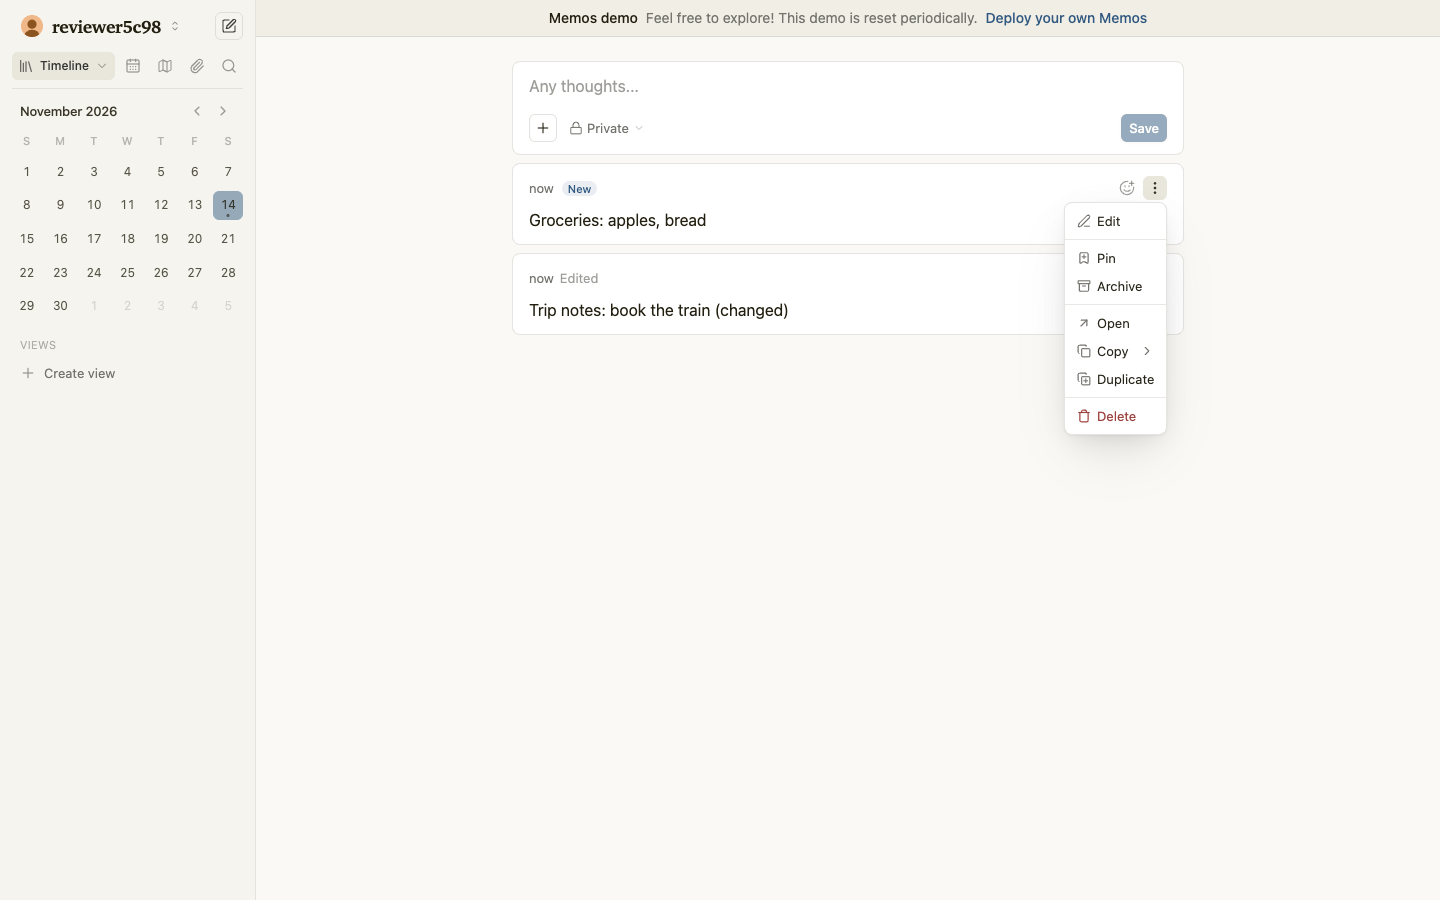 reviewer5c98
Memos demo Feel free to explore! This demo is reset periodically. Deploy your own Memos
Timeline
November 2026
S M T W T F S
1 2 3 4 5 6 7
8 9 10 11 12 13 14
15 16 17 18 19 20 21
22 23 24 25 26 27 28
29 30 1 2 3 4 5
VIEWS
Create view
Any thoughts...
Private
Save
now New
Groceries: apples, bread
now Edited
Trip notes: book the train (changed)
Edit
Pin
Archive
Open
Copy
Duplicate
Delete